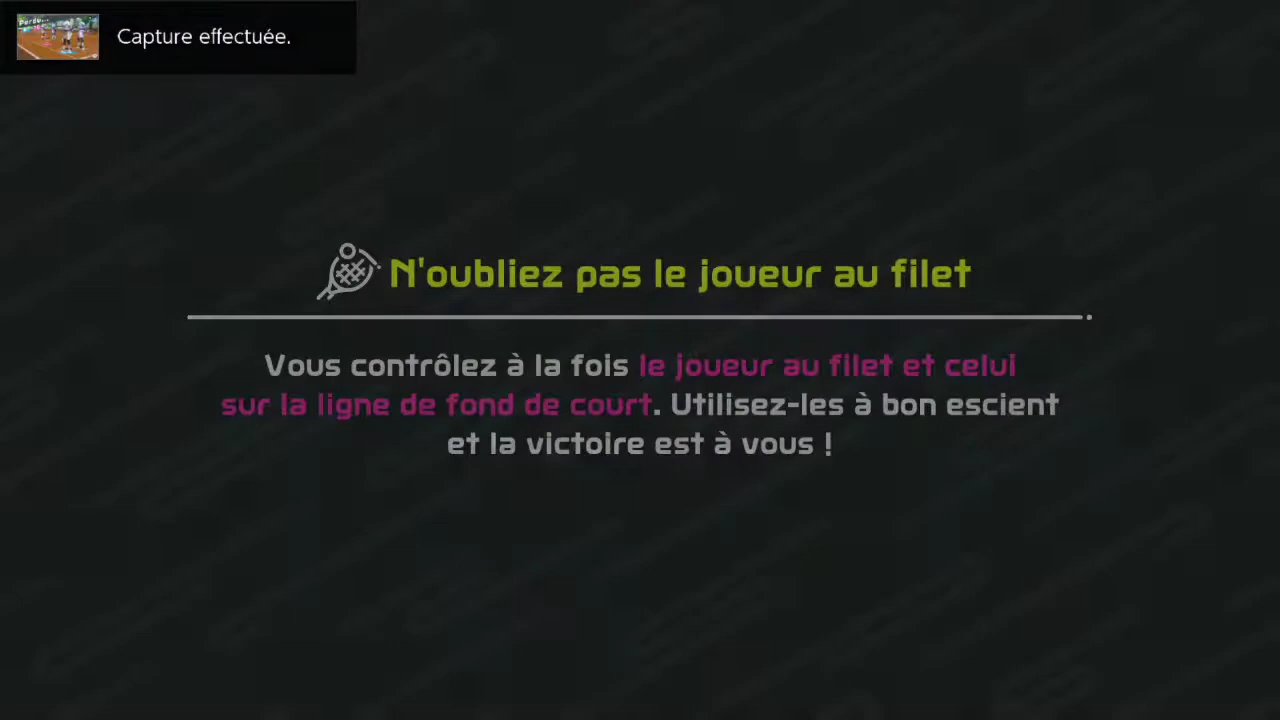 Capture effectuée.
N'oubliez pas le joueur au filet
Vous contrôlez à la fois le joueur au filet et celui
sur la ligne de fond de court. Utilisez-les à bon escient
et la victoire est à vous !